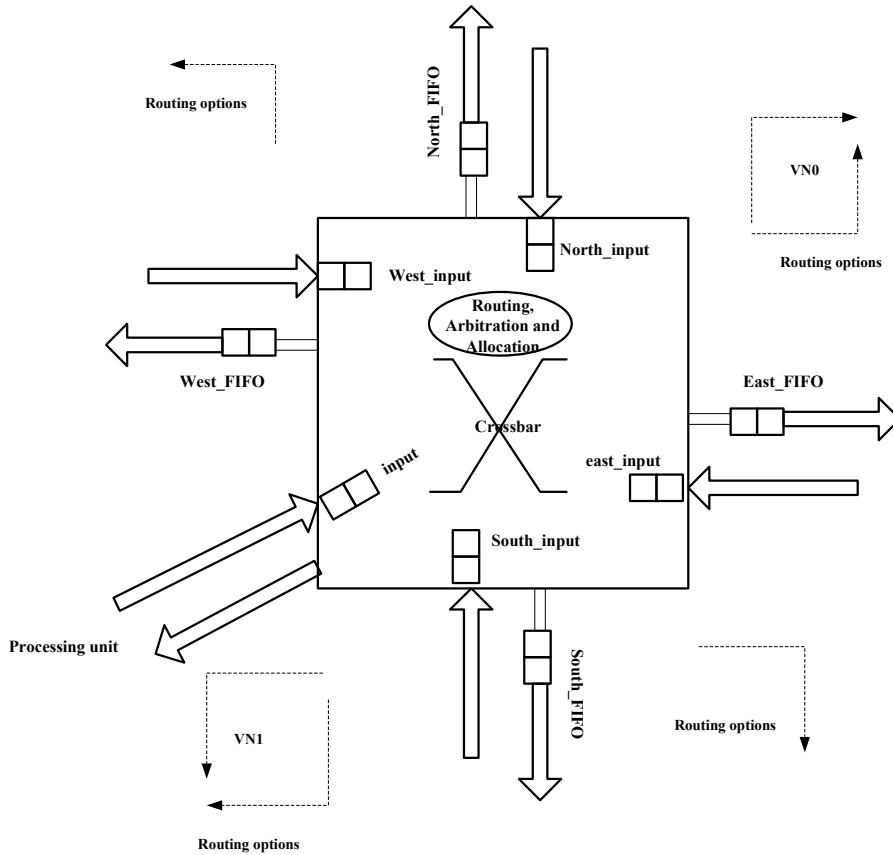 Routing options
North_FIFO
VN0
Routing options
North_input
West_input
Routing,
Arbitration and
Allocation
West_FIFO
East_FIFO
Crossbar
input
east_input
South_input
Processing unit
South_FIFO
VN1
Routing options
Routing options